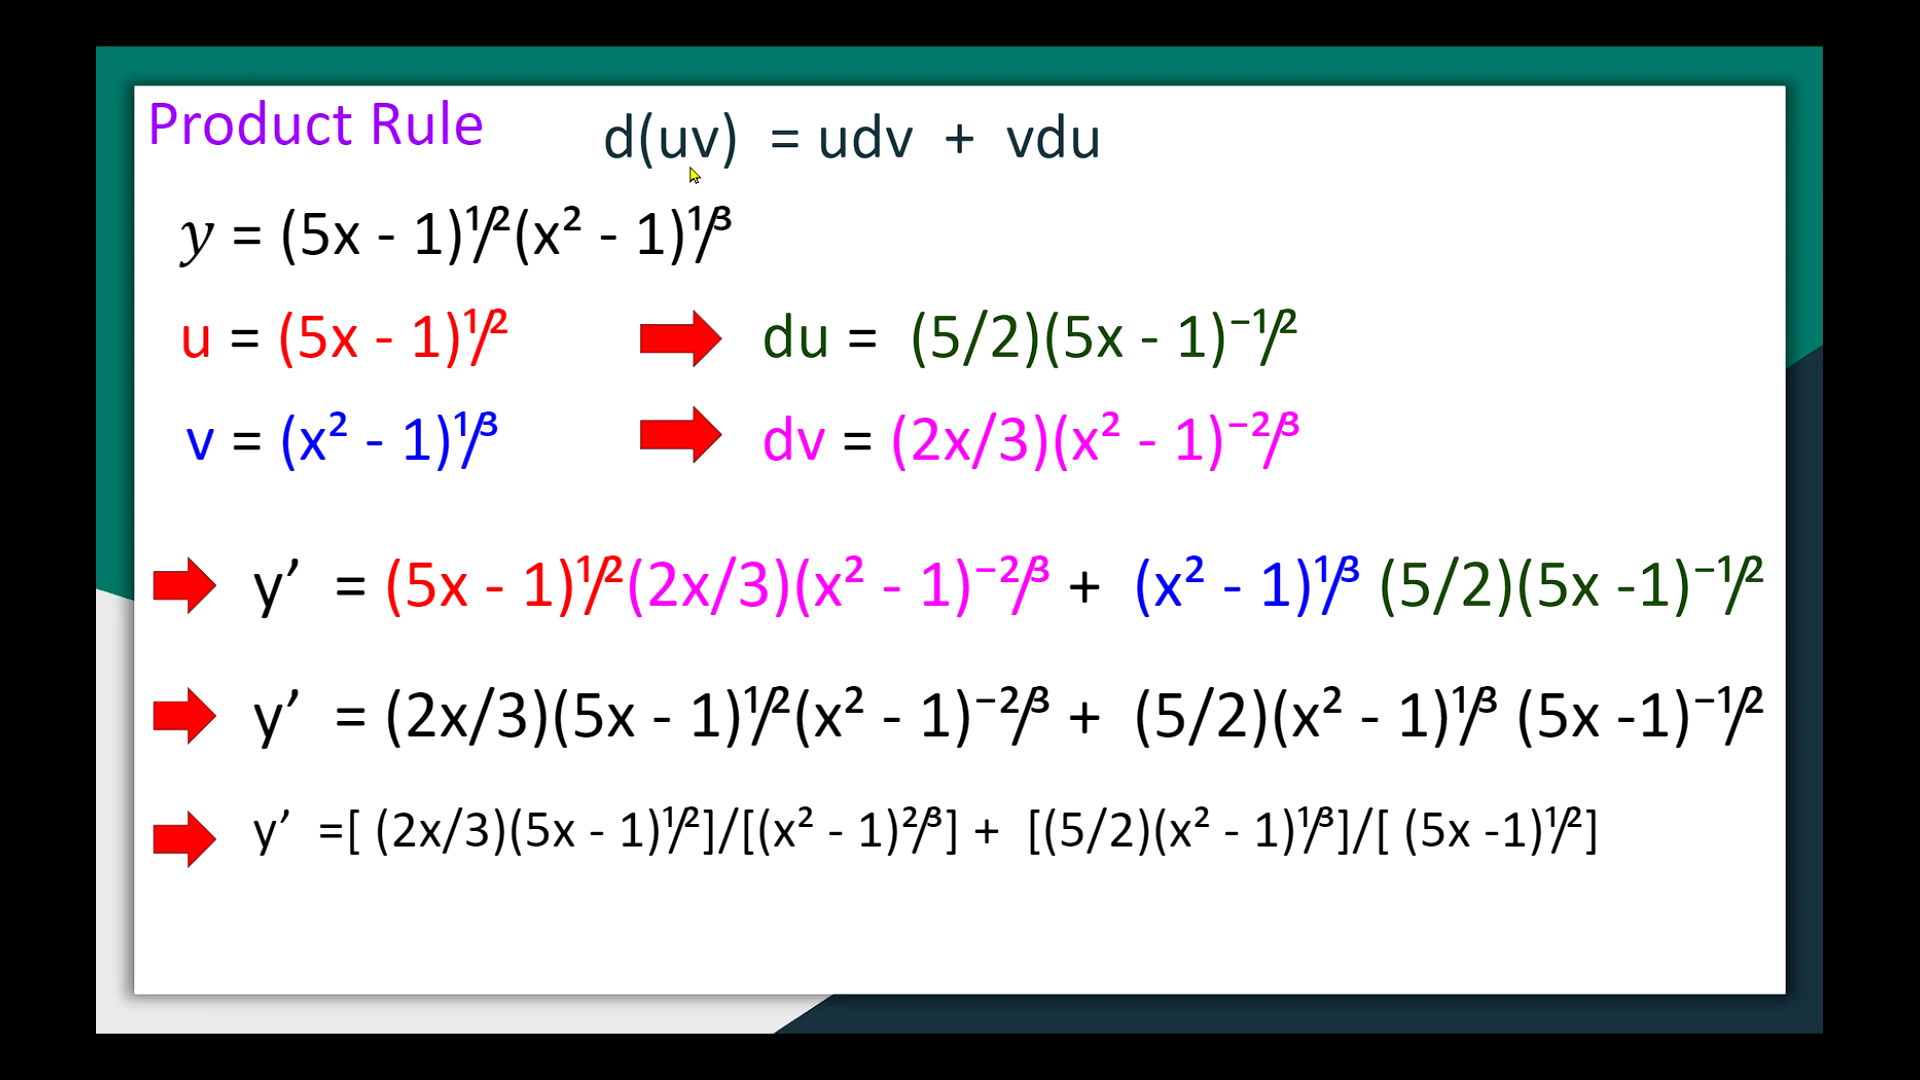 Product Rule
d(uv) = udv + vdu
y = (5x - 1)¹⁄²(x² - 1)¹⁄³
u = (5x - 1)¹⁄² du = (5/2)(5x - 1)⁻¹⁄²
v = (x² - 1)¹⁄³ dv = (2x/3)(x² - 1)⁻²⁄³
y’ = (5x - 1)¹⁄²(2x/3)(x² - 1)⁻²⁄³ + (x² - 1)¹⁄³ (5/2)(5x -1)⁻¹⁄²
y’ = (2x/3)(5x - 1)¹⁄²(x² - 1)⁻²⁄³ + (5/2)(x² - 1)¹⁄³ (5x -1)⁻¹⁄²
y’ =[ (2x/3)(5x - 1)¹⁄²]/[(x² - 1)²⁄³] + [(5/2)(x² - 1)¹⁄³]/[ (5x -1)¹⁄²]